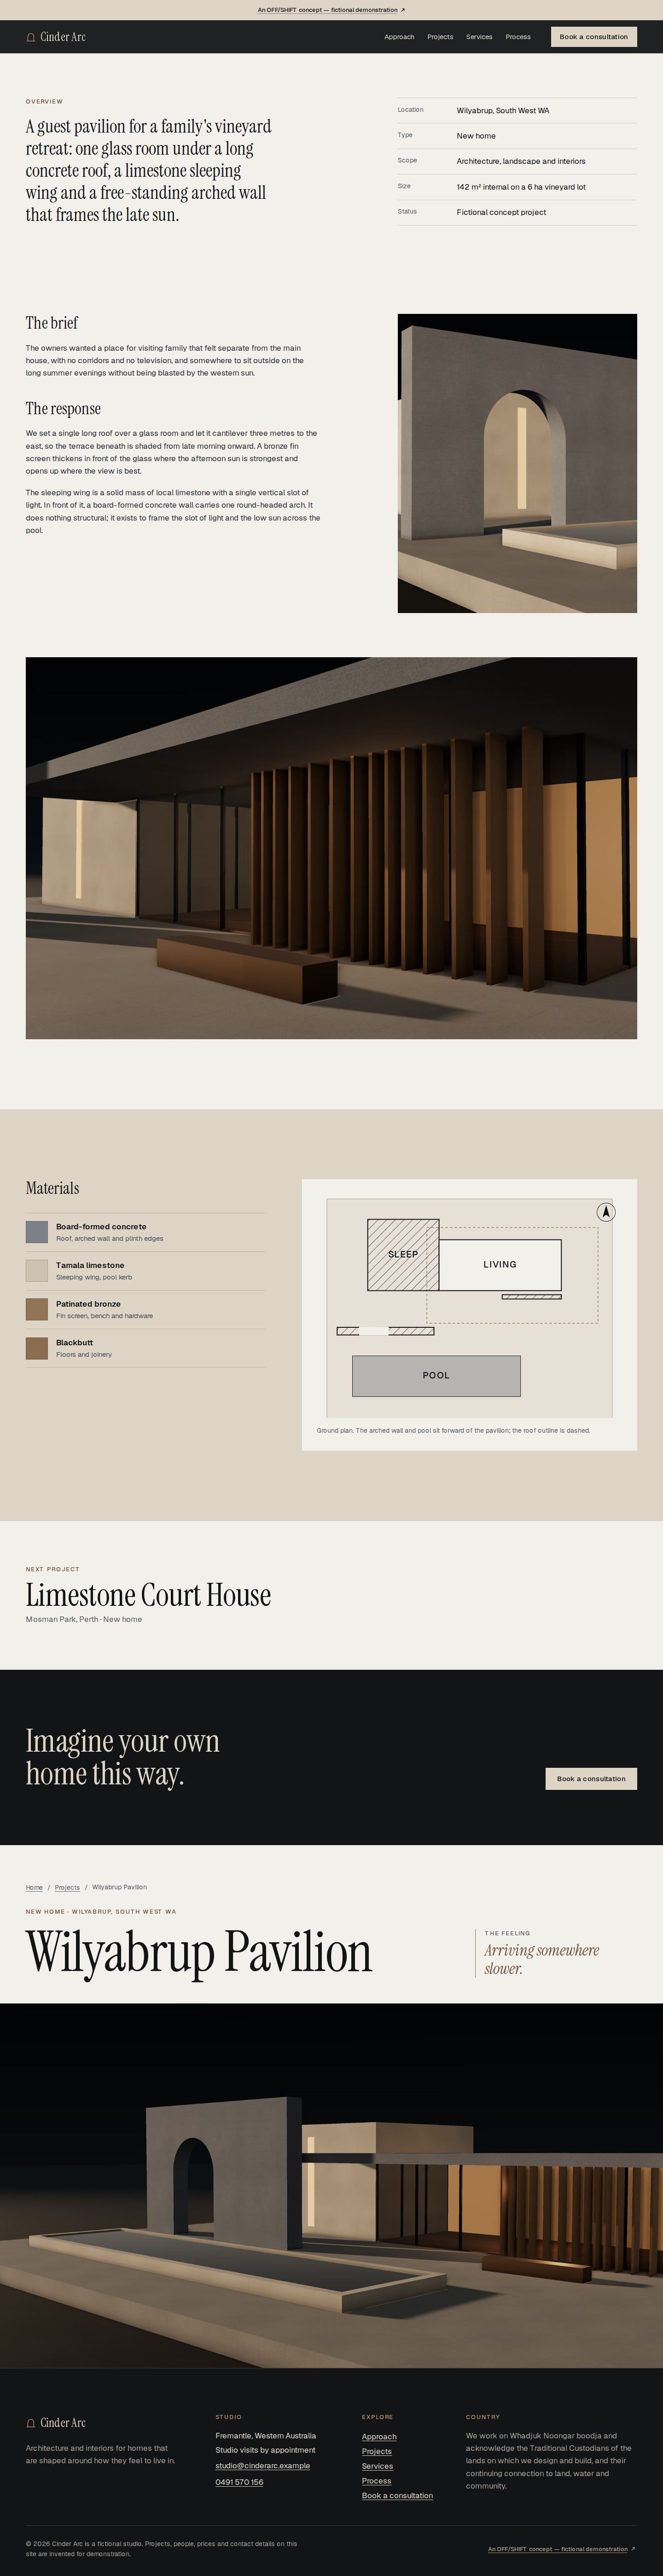 An OFF/SHIFT concept — fictional demonstration ↗
Cinder Arc
Approach
Projects
Services
Process
Book a consultation
OVERVIEW
A guest pavilion for a family's vineyard
retreat: one glass room under a long
concrete roof, a limestone sleeping
wing and a free-standing arched wall
that frames the late sun.
Location
Wilyabrup, South West WA
Type
New home
Scope
Architecture, landscape and interiors
Size
142 m² internal on a 6 ha vineyard lot
Status
Fictional concept project
The brief
The owners wanted a place for visiting family that felt separate from the main
house, with no corridors and no television, and somewhere to sit outside on the
long summer evenings without being blasted by the western sun.
The response
We set a single long roof over a glass room and let it cantilever three metres to the
east, so the terrace beneath is shaded from late morning onward. A bronze fin
screen thickens in front of the glass where the afternoon sun is strongest and
opens up where the view is best.
The sleeping wing is a solid mass of local limestone with a single vertical slot of
light. In front of it, a board-formed concrete wall carries one round-headed arch. It
does nothing structural; it exists to frame the slot of light and the low sun across the
pool.
Materials
Board-formed concrete
Roof, arched wall and plinth edges
Tamala limestone
Sleeping wing, pool kerb
Patinated bronze
Fin screen, bench and hardware
Blackbutt
Floors and joinery
SLEEP
LIVING
POOL
Ground plan. The arched wall and pool sit forward of the pavilion; the roof outline is dashed.
NEXT PROJECT
Limestone Court House
Mosman Park, Perth · New home
Imagine your own
home this way.
Book a consultation
Home / Projects / Wilyabrup Pavilion
NEW HOME · WILYABRUP, SOUTH WEST WA
Wilyabrup Pavilion
THE FEELING
Arriving somewhere
slower.
Cinder Arc
Architecture and interiors for homes that
are shaped around how they feel to live in.
STUDIO
Fremantle, Western Australia
Studio visits by appointment
studio@cinderarc.example
0491 570 156
EXPLORE
Approach
Projects
Services
Process
Book a consultation
COUNTRY
We work on Whadjuk Noongar boodja and
acknowledge the Traditional Custodians of the
lands on which we design and build, and their
continuing connection to land, water and
community.
© 2026 Cinder Arc is a fictional studio. Projects, people, prices and contact details on this
site are invented for demonstration.
An OFF/SHIFT concept — fictional demonstration ↗